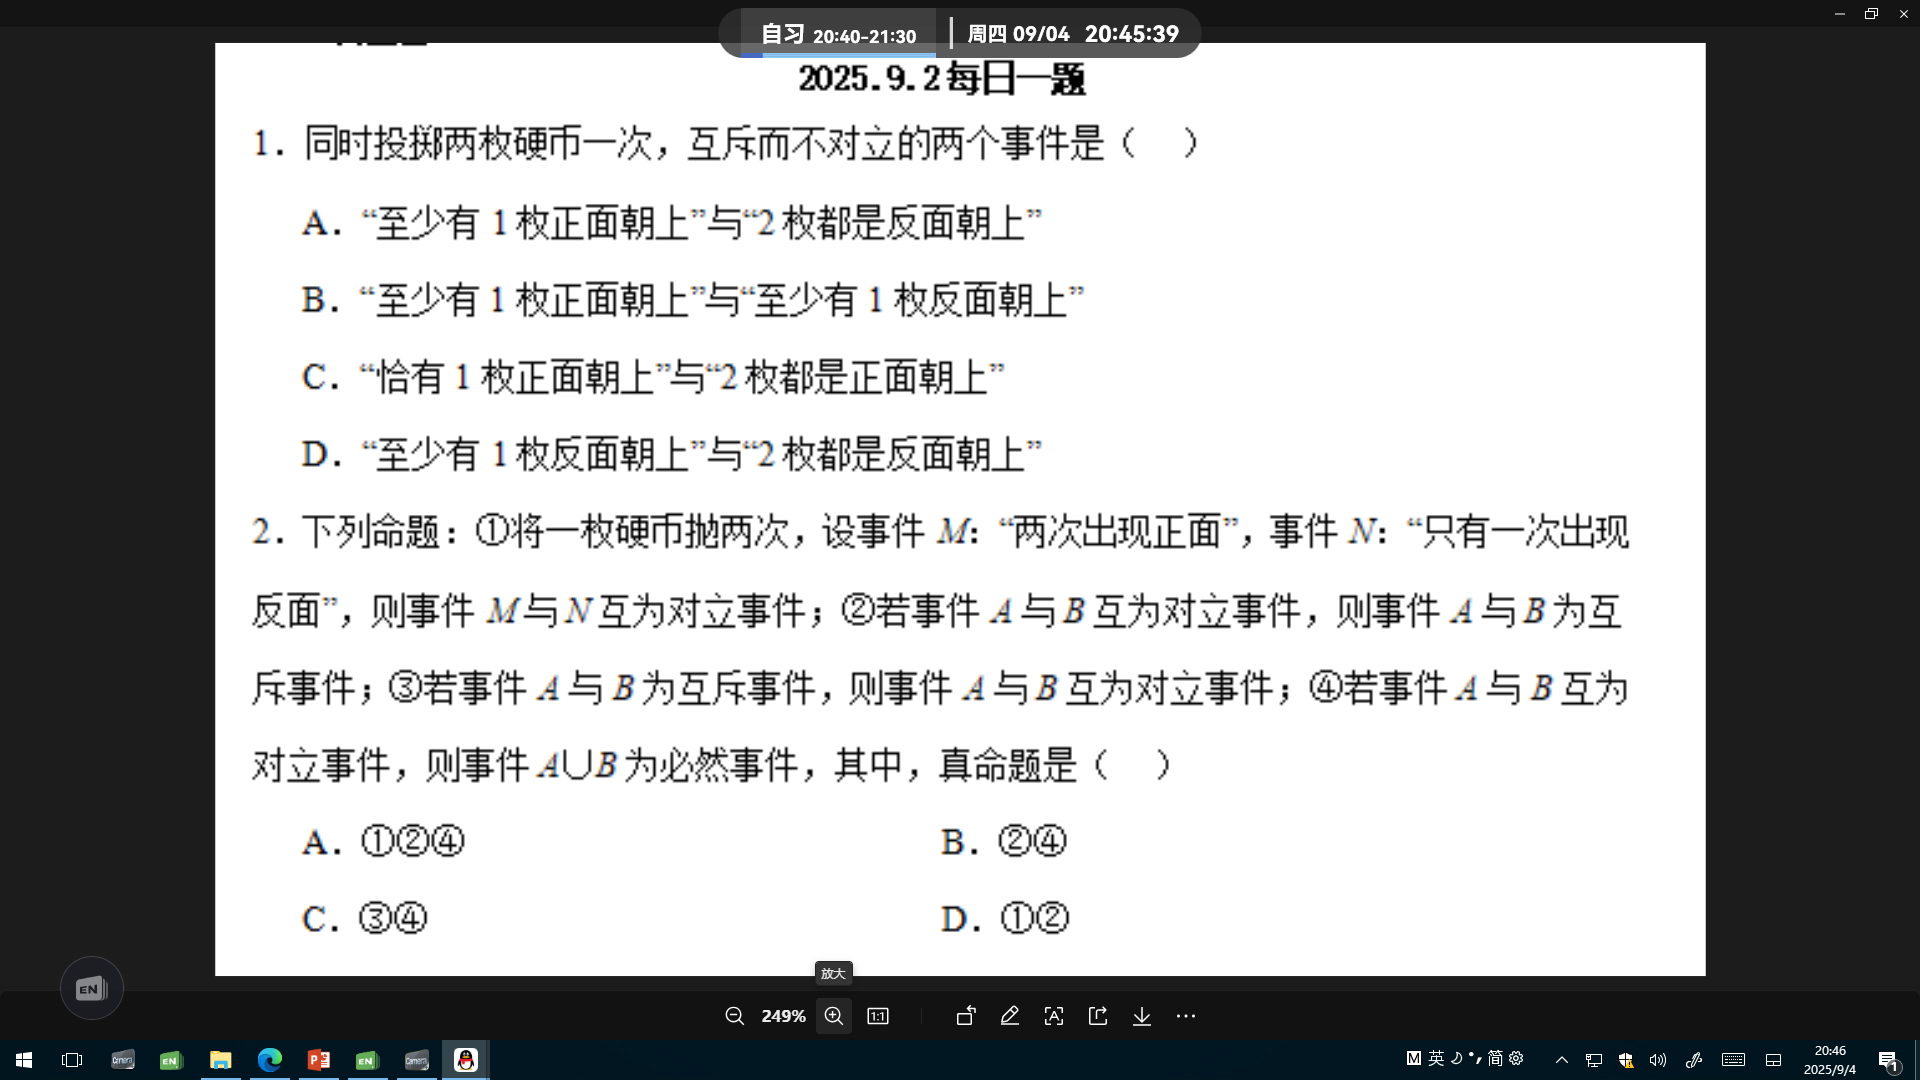 自习 20:40-21:30 周四 09/04 20:45:39
2025.9.2每日一题
1. 同时投掷两枚硬币一次，互斥而不对立的两个事件是（ ）
A. “至少有 1 枚正面朝上”与“2 枚都是反面朝上”
B. “至少有 1 枚正面朝上”与“至少有 1 枚反面朝上”
C. “恰有 1 枚正面朝上”与“2 枚都是正面朝上”
D. “至少有 1 枚反面朝上”与“2 枚都是反面朝上”
2. 下列命题：①将一枚硬币抛两次，设事件 M：“两次出现正面”，事件 N：“只有一次出现
反面”，则事件 M与N 互为对立事件；②若事件 A 与 B 互为对立事件，则事件 A 与 B 为互
斥事件；③若事件 A 与 B 为互斥事件，则事件 A 与 B 互为对立事件；④若事件 A 与 B 互为
对立事件，则事件 A∪B 为必然事件，其中，真命题是（ ）
A. ①②④ B. ②④
C. ③④ D. ①②
EN
放大
249% 1:1
Camera EN EN Camera
M 英 简
20:46
2025/9/4
1